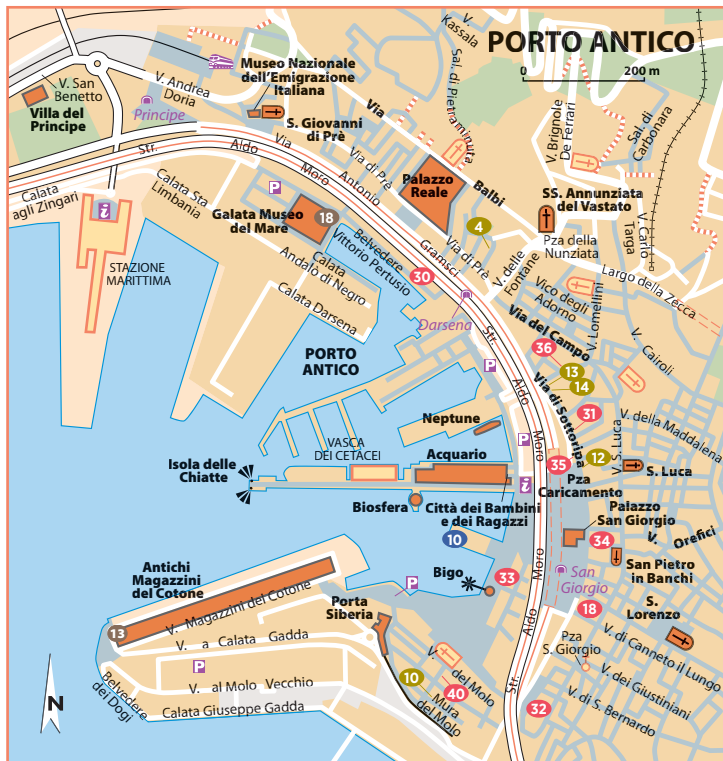 PORTO ANTICO
0 200 m
V. Kassala
Sal. di Pietraminuta
Museo Nazionale
dell'Emigrazione
Italiana
V. San
Benetto
V. Andrea
Doria
Principe
Villa del
Principe
S. Giovanni
di Prè
Via
Balbi
V. Brignole
De Ferrari
Sal. di
Carbonara
Str.
Aldo
Moro
Via
Antonio
Gramsci
Via di Prè
Palazzo
Reale
SS. Annunziata
del Vastato
Calata
agli Zingari
i
Calata Sta
Limbania
P
Galata Museo
del Mare
18
4
Pza della
Nunziata
V. Carlo
Targa
Belvedere
Vittorio Pertusio
Via di Prè
V. delle
Fontane
Largo della Zecca
STAZIONE
MARITTIMA
Calata
Andalo di Negro
30
Calata Darsena
Darsena
Vico degli
Adorno
V. Lomellini
Str.
Via del Campo
V. Cairoli
36
PORTO
ANTICO
P
13
14
Aldo
Via di Sottoripa
31
Neptune
V. della Maddalena
P
Moro
V. S. Luca
VASCA
DEI CETACEI
Acquario
35
12
S. Luca
Isola delle
Chiatte
i
Pza
Caricamento
Biosfera
Città dei Bambini
e dei Ragazzi
Palazzo
San Giorgio
10
34
V. Orefici
Antichi
Magazzini
del Cotone
Moro
San Pietro
in Banchi
Bigo
33
San
Giorgio
P
V. Magazzini del Cotone
Porta
Siberia
18
S.
Lorenzo
13
Aldo
V. a Calata Gadda
Pza
S. Giorgio
V. di Canneto il Lungo
P
V. del Molo
V. dei Giustiniani
N
Belvedere
dei Dogi
V. al Molo Vecchio
10
40
Str.
Mura
del Molo
32
V. di S. Bernardo
Calata Giuseppe Gadda